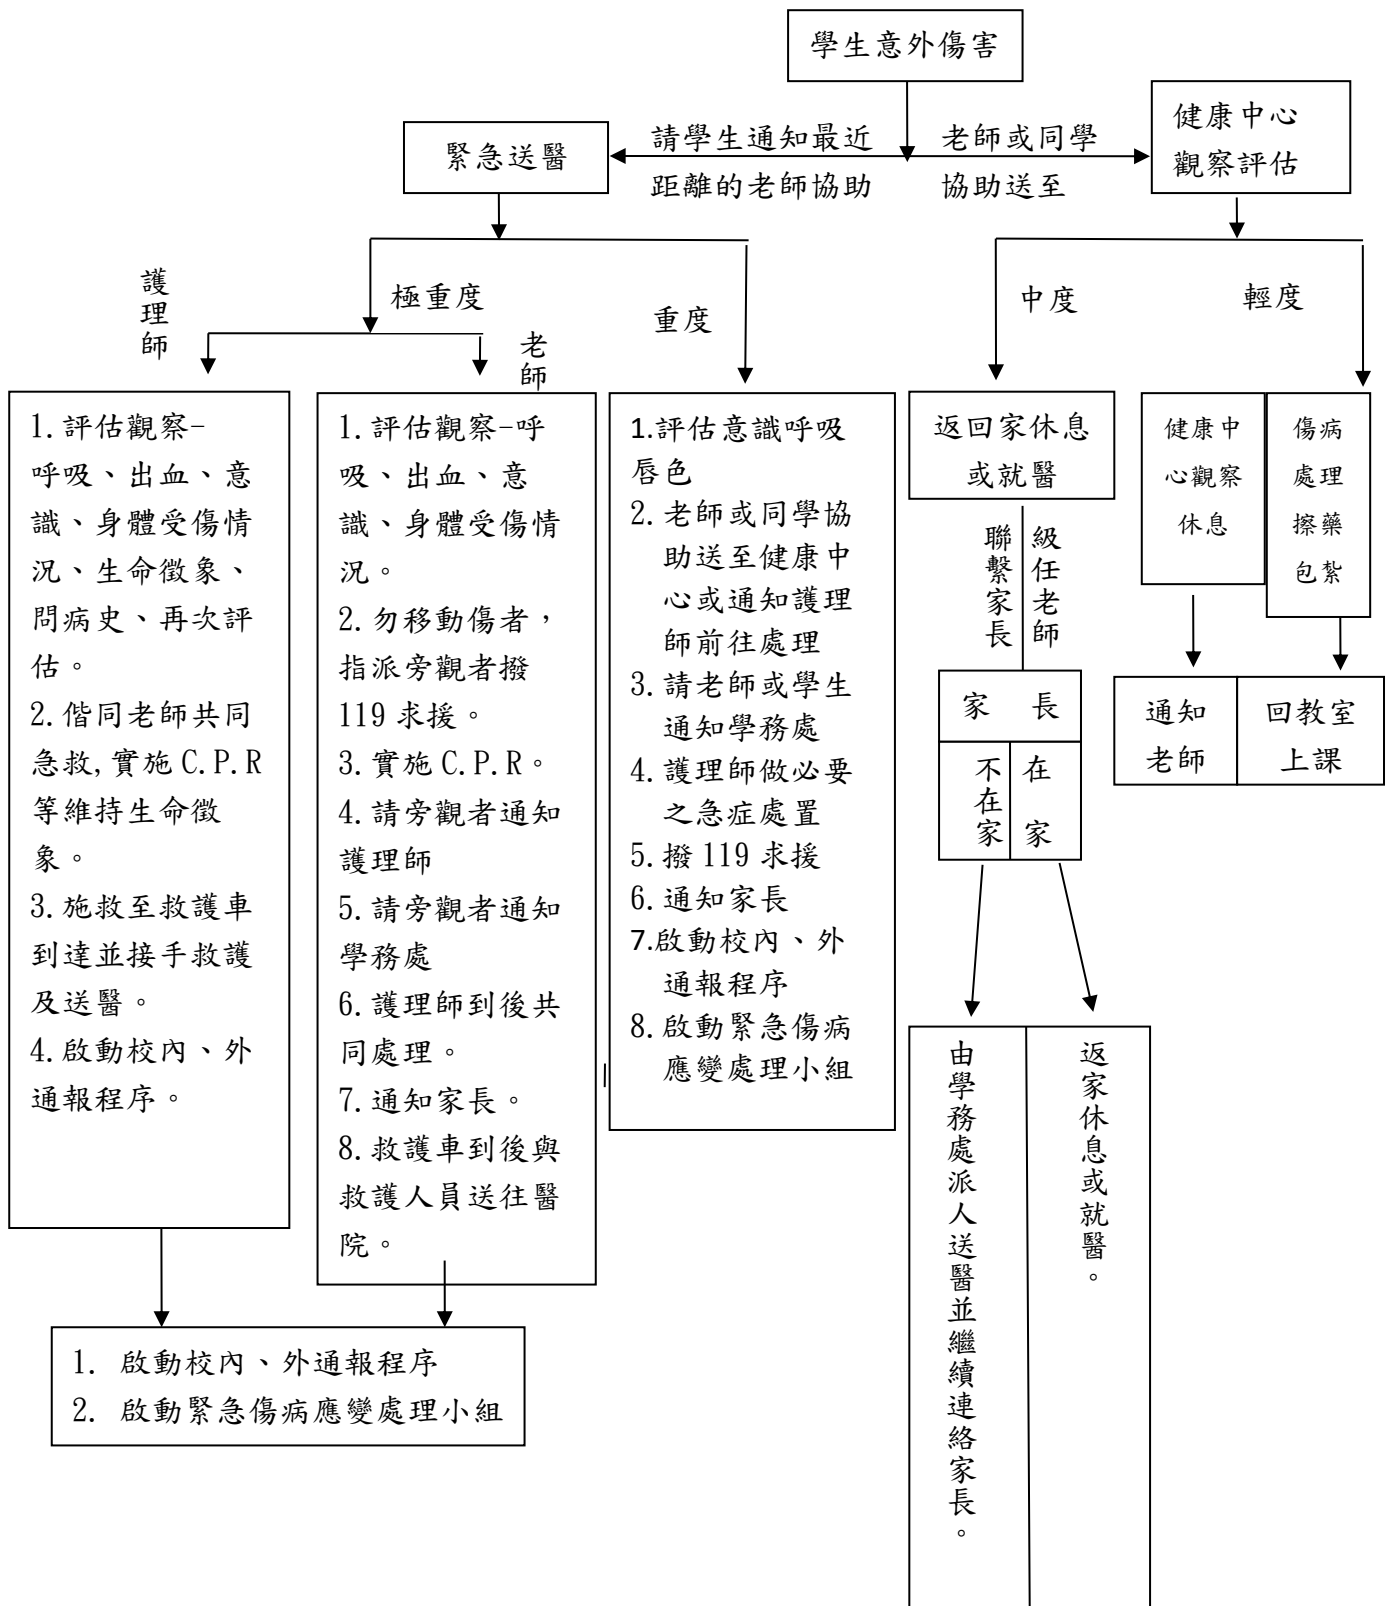 學生意外傷害
請學生通知最近
距離的老師協助
老師或同學
協助送至
緊急送醫
健康中心
觀察評估
護理師
極重度
老師
重度
中度
輕度
1.評估觀察-
呼吸、出血、意
識、身體受傷情
況、生命徵象、
問病史、再次評
估。
2.偕同老師共同
急救,實施C.P.R
等維持生命徵
象。
3.施救至救護車
到達並接手救護
及送醫。
4.啟動校內、外
通報程序。
1.評估觀察-呼
吸、出血、意
識、身體受傷情
況。
2.勿移動傷者，
指派旁觀者撥
119求援。
3.實施C.P.R。
4.請旁觀者通知
護理師
5.請旁觀者通知
學務處
6.護理師到後共
同處理。
7.通知家長。
8.救護車到後與
救護人員送往醫
院。
1.評估意識呼吸
唇色
2.老師或同學協
助送至健康中
心或通知護理
師前往處理
3.請老師或學生
通知學務處
4.護理師做必要
之急症處置
5.撥119求援
6.通知家長
7.啟動校內、外
通報程序
8.啟動緊急傷病
應變處理小組
返回家休息
或就醫
級任老師
聯繫家長
家 長
不在家
在 家
由學務處派人送醫並繼續連絡家長。
返家休息或就醫。
健康中
心觀察
休息
傷病
處理
擦藥
包紮
通知
老師
回教室
上課
1. 啟動校內、外通報程序
2. 啟動緊急傷病應變處理小組